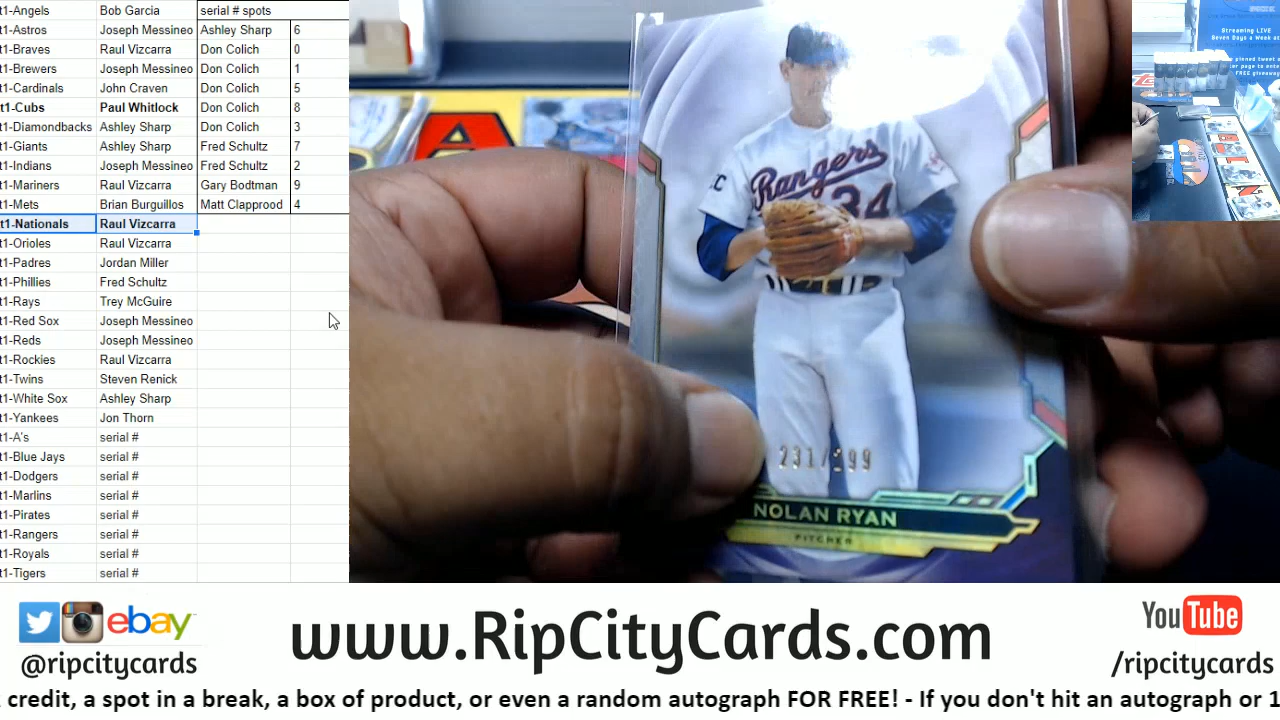 t1-Angels Bob Garcia serial # spots
t1-Astros Joseph Messineo Ashley Sharp 6
t1-Braves Raul Vizcarra Don Colich 0
t1-Brewers Joseph Messineo Don Colich 1
t1-Cardinals John Craven Don Colich 5
t1-Cubs Paul Whitlock Don Colich 8
t1-Diamondbacks Ashley Sharp Don Colich 3
t1-Giants Ashley Sharp Fred Schultz 7
t1-Indians Joseph Messineo Fred Schultz 2
t1-Mariners Raul Vizcarra Gary Bodtman 9
t1-Mets Brian Burguillos Matt Clapprood 4
t1-Nationals Raul Vizcarra
t1-Orioles Raul Vizcarra
t1-Padres Jordan Miller
t1-Phillies Fred Schultz
t1-Rays Trey McGuire
t1-Red Sox Joseph Messineo
t1-Reds Joseph Messineo
t1-Rockies Raul Vizcarra
t1-Twins Steven Renick
t1-White Sox Ashley Sharp
t1-Yankees Jon Thorn
t1-A's serial #
t1-Blue Jays serial #
t1-Dodgers serial #
t1-Marlins serial #
t1-Pirates serial #
t1-Rangers serial #
t1-Royals serial #
t1-Tigers serial #
Rangers
34
NOLAN RYAN
PITCHER
Streaming LIVE
Seven Days a Week at
FREE giveaway
ebay
@ripcitycards
www.RipCityCards.com
YouTube
/ripcitycards
credit, a spot in a break, a box of product, or even a random autograph FOR FREE! - If you don't hit an autograph or 1